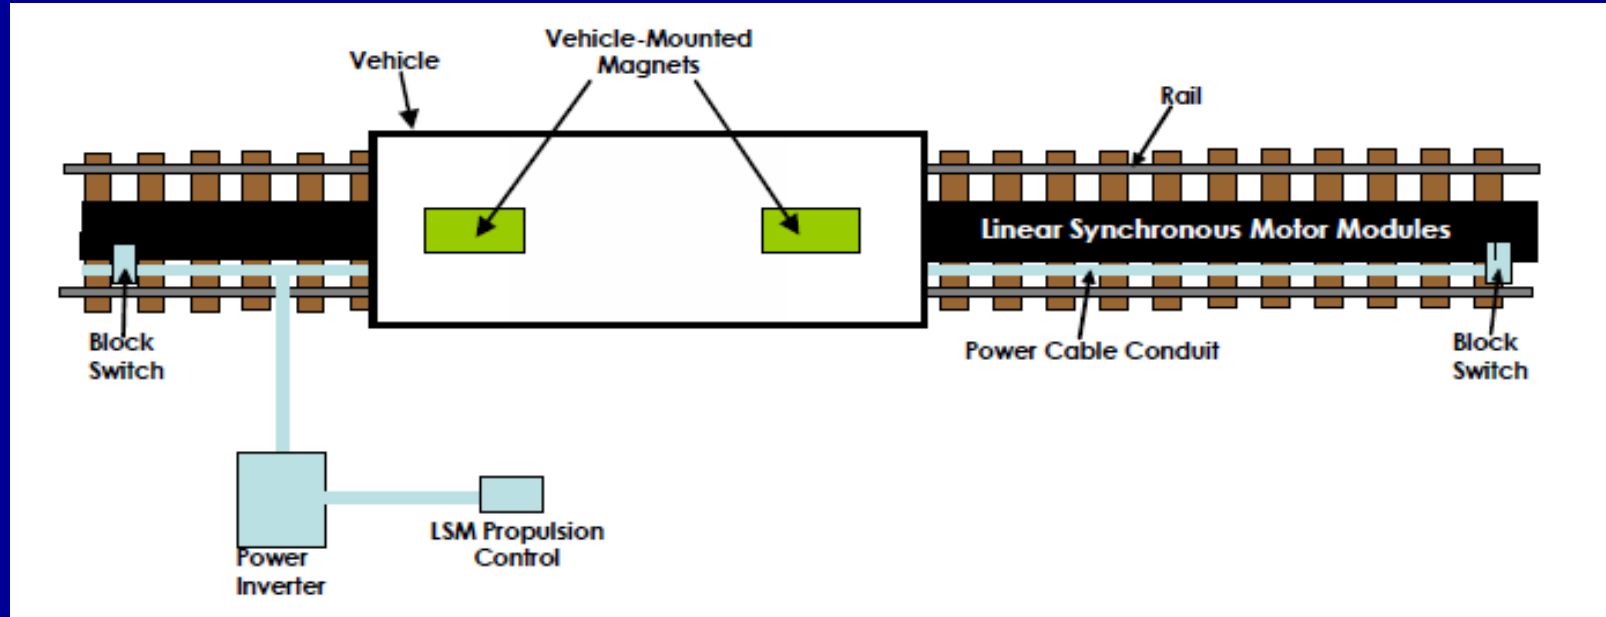 Vehicle-Mounted
Magnets
Vehicle
Rail
Linear Synchronous Motor Modules
Block
Switch
Power Cable Conduit
Block
Switch
LSM Propulsion
Control
Power
Inverter